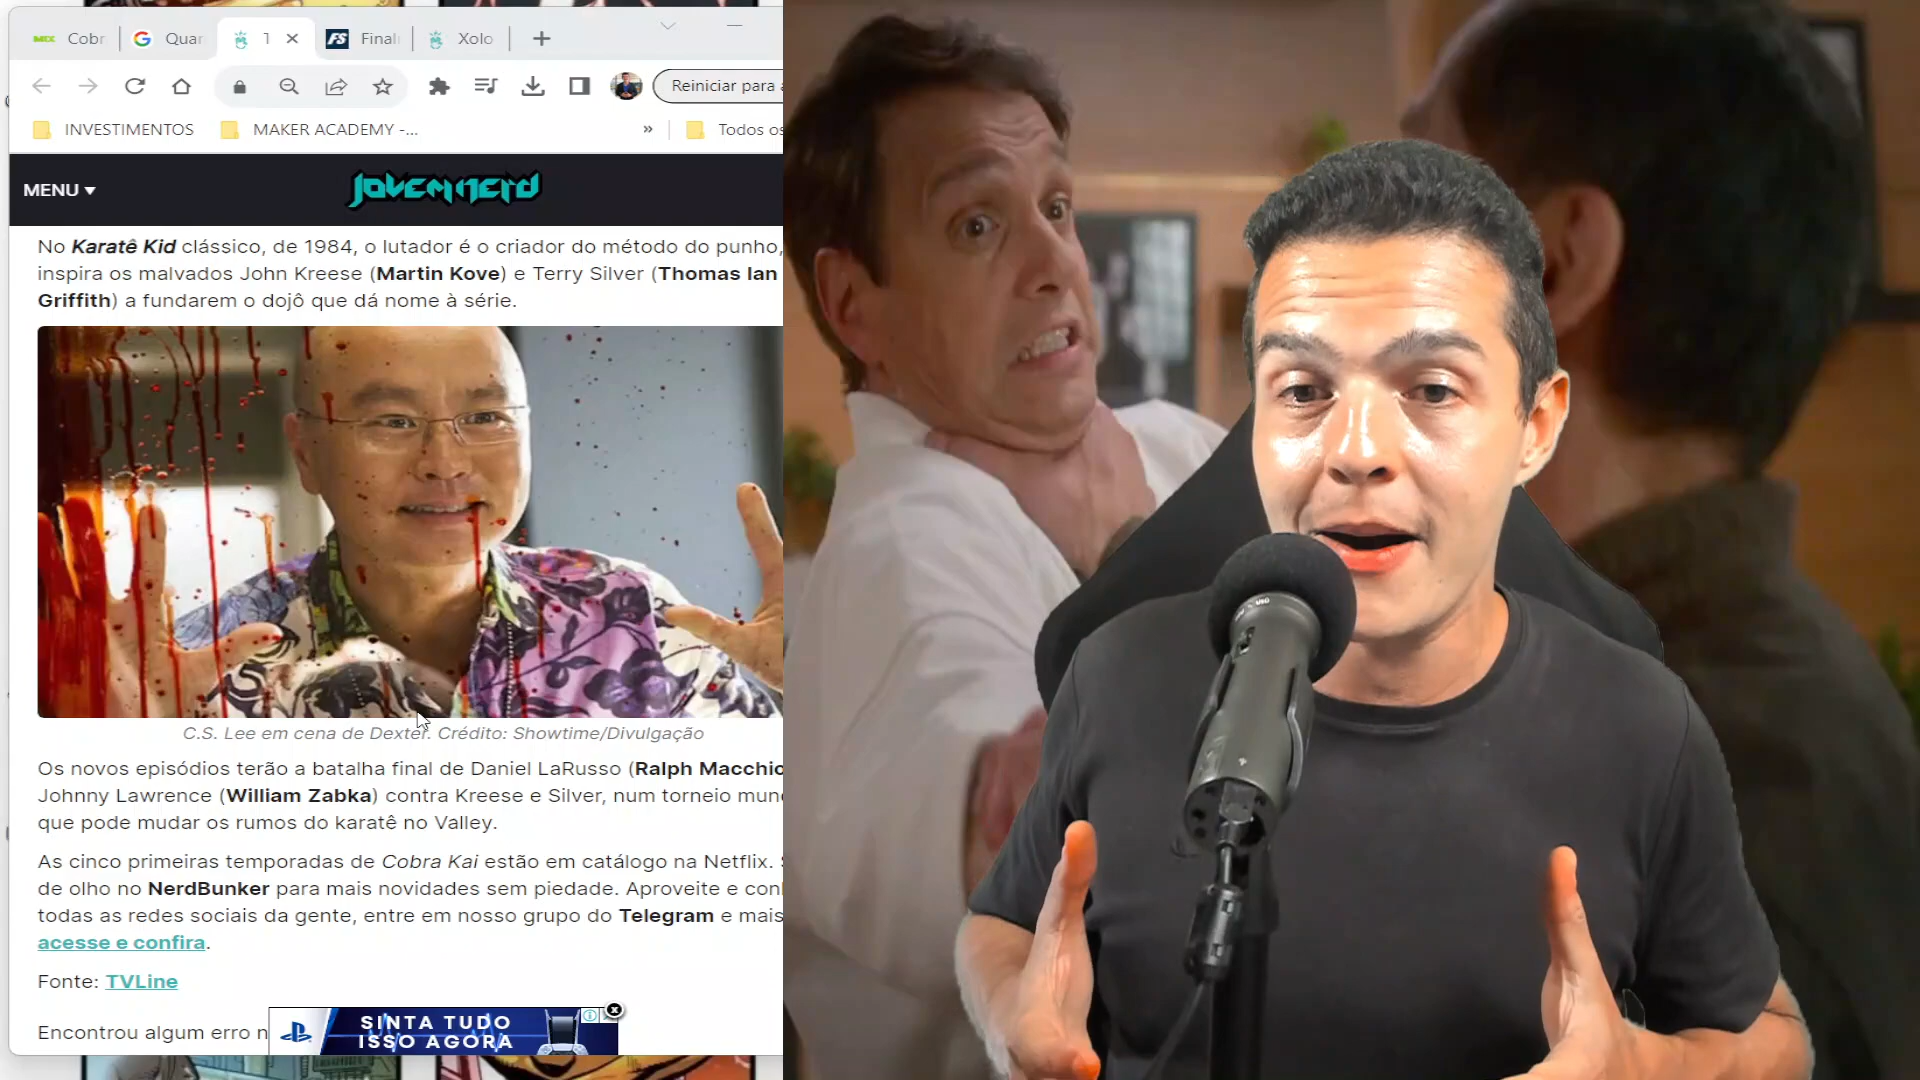 Cobr
Quar
T
FS
Final
Xolo
Reiniciar para a
INVESTIMENTOS
MAKER ACADEMY -...
»
Todos os
MENU
JOVEM NERD
No Karatê Kid clássico, de 1984, o lutador é o criador do método do punho,
inspira os malvados John Kreese (Martin Kove) e Terry Silver (Thomas Ian
Griffith) a fundarem o dojô que dá nome à série.
C.S. Lee em cena de Dexter. Crédito: Showtime/Divulgação
Os novos episódios terão a batalha final de Daniel LaRusso (Ralph Macchio
Johnny Lawrence (William Zabka) contra Kreese e Silver, num torneio mun
que pode mudar os rumos do karatê no Valley.
As cinco primeiras temporadas de Cobra Kai estão em catálogo na Netflix.
de olho no NerdBunker para mais novidades sem piedade. Aproveite e con
todas as redes sociais da gente, entre em nosso grupo do Telegram e mais
acesse e confira.
Fonte: TVLine
Encontrou algum erro n
SINTA TUDO
ISSO AGORA